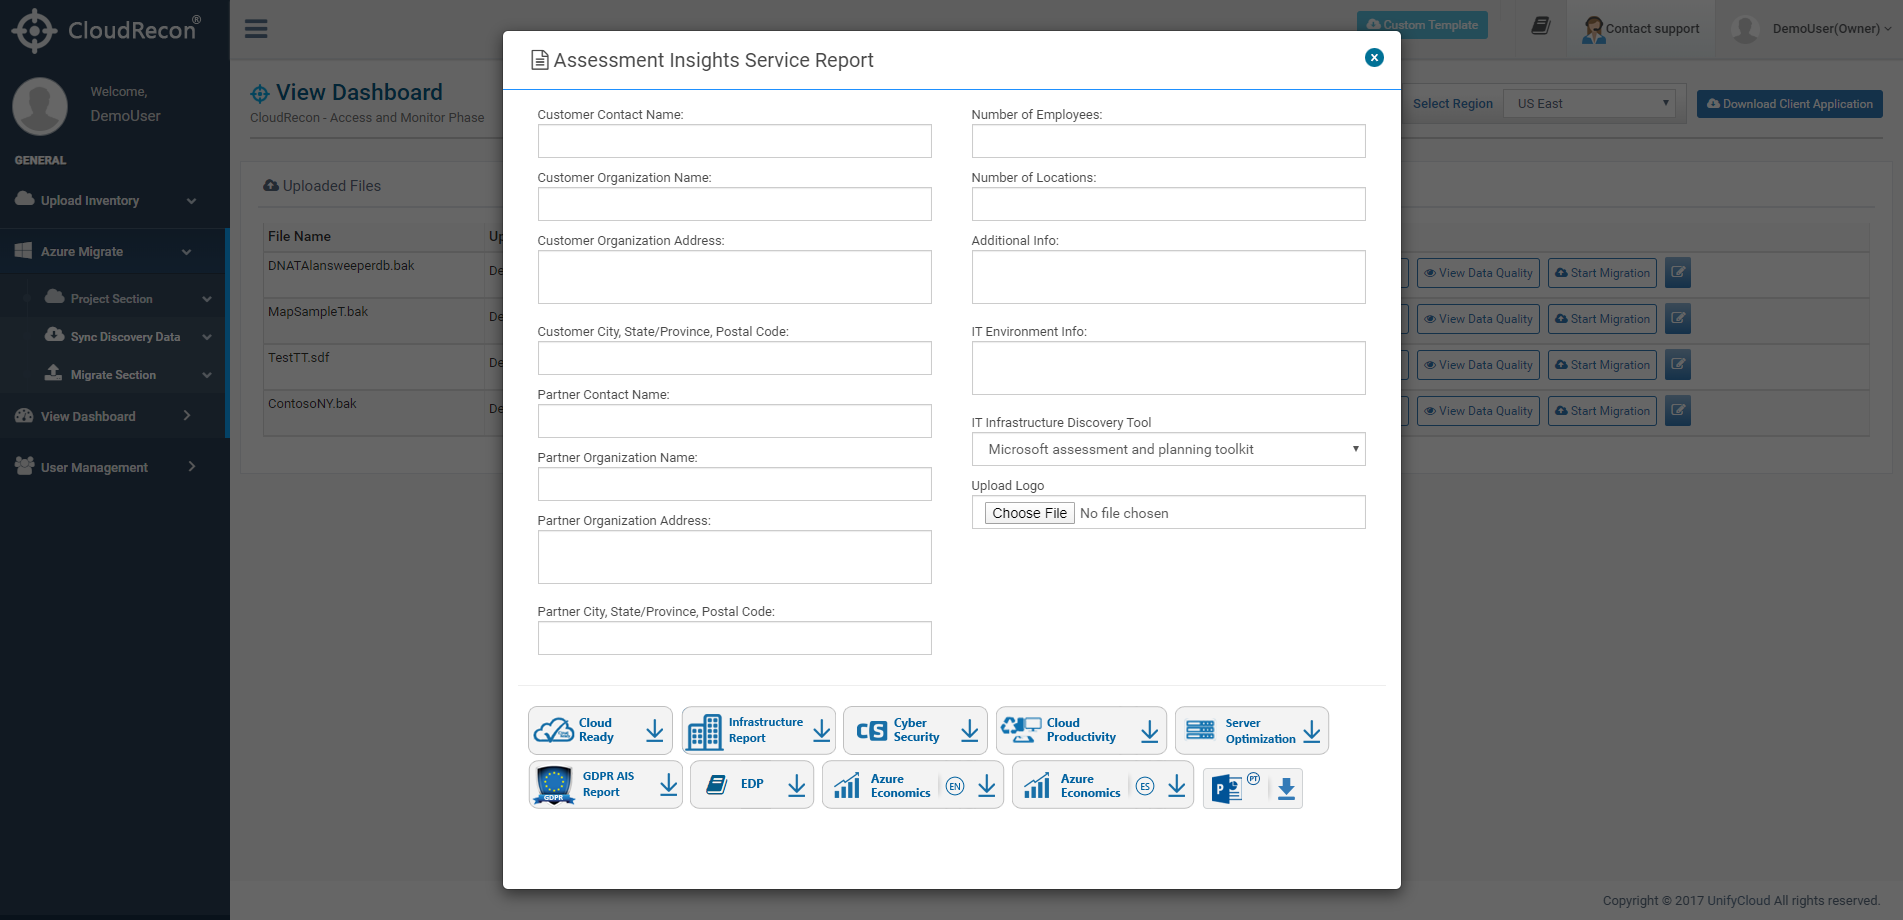 CloudRecon®
Custom Template
Contact support
DemoUser(Owner)
Welcome,
DemoUser
GENERAL
Upload Inventory
Azure Migrate
Project Section
Sync Discovery Data
Migrate Section
View Dashboard
User Management
View Dashboard
CloudRecon - Access and Monitor Phase
Select Region
US East
Download Client Application
Uploaded Files
File Name
Up
DNATAlansweeperdb.bak
De
View Data Quality
Start Migration
MapSampleT.bak
De
View Data Quality
Start Migration
TestTT.sdf
De
View Data Quality
Start Migration
ContosoNY.bak
De
View Data Quality
Start Migration
Assessment Insights Service Report
Customer Contact Name:
Customer Organization Name:
Customer Organization Address:
Customer City, State/Province, Postal Code:
Partner Contact Name:
Partner Organization Name:
Partner Organization Address:
Partner City, State/Province, Postal Code:
Number of Employees:
Number of Locations:
Additional Info:
IT Environment Info:
IT Infrastructure Discovery Tool
Microsoft assessment and planning toolkit
Upload Logo
Choose File No file chosen
Cloud
Ready
Infrastructure
Report
CS
Cyber
Security
Cloud
Productivity
Server
Optimization
GDPR
GDPR AIS
Report
EDP
Azure
Economics
EN
Azure
Economics
ES
P
PT
Copyright © 2017 UnifyCloud All rights reserved.